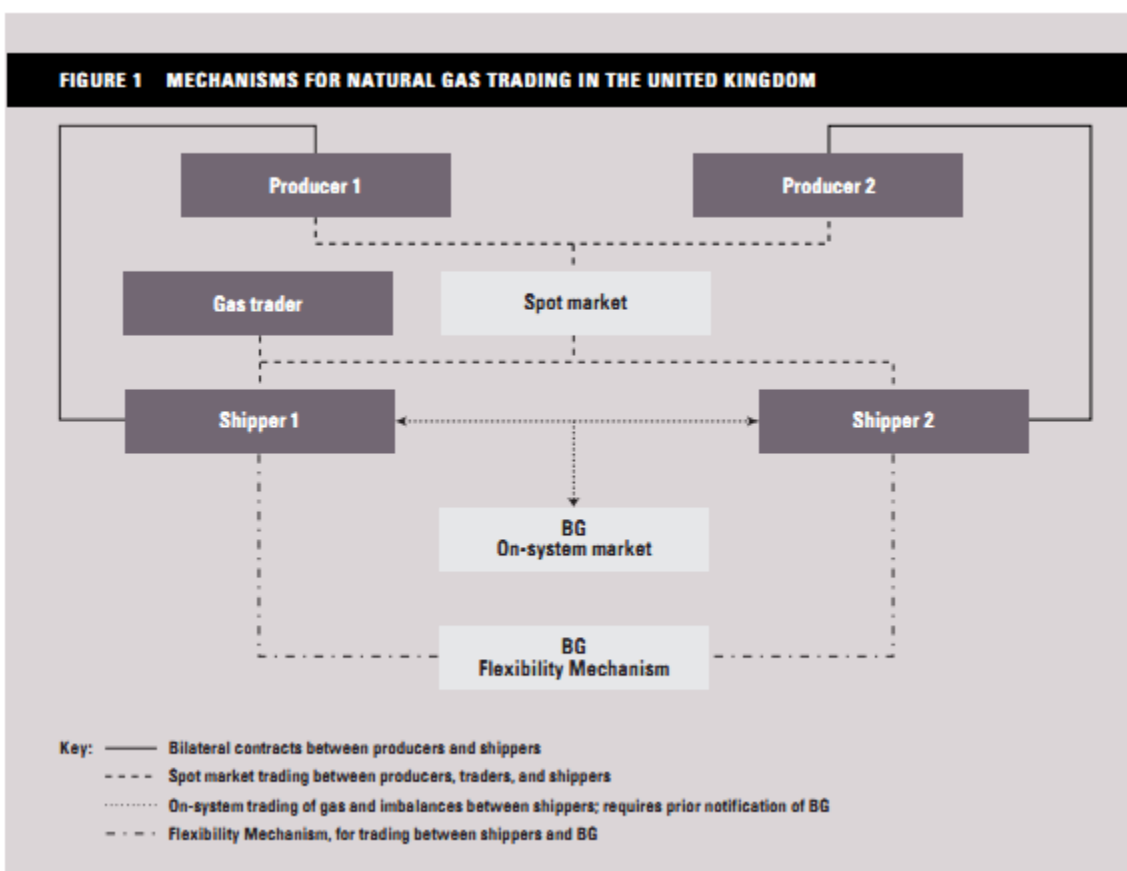 FIGURE 1 MECHANISMS FOR NATURAL GAS TRADING IN THE UNITED KINGDOM
Producer 1
Producer 2
Gas trader
Spot market
Shipper 1
Shipper 2
BG
On-system market
BG
Flexibility Mechanism
Key: Bilateral contracts between producers and shippers
Spot market trading between producers, traders, and shippers
On-system trading of gas and imbalances between shippers; requires prior notification of BG
Flexibility Mechanism, for trading between shippers and BG